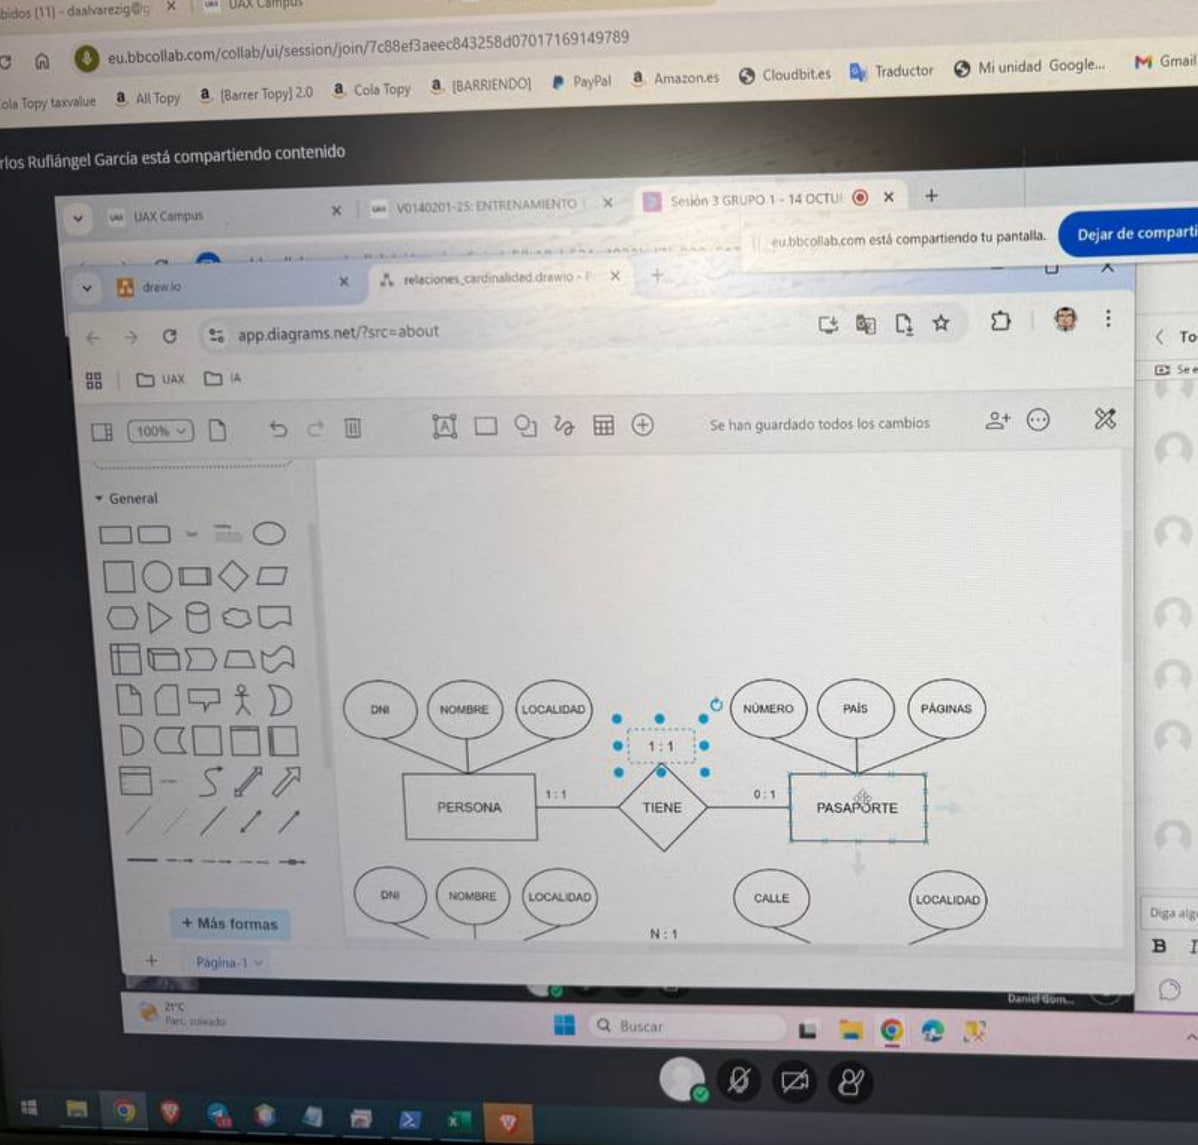 bidos (11) - daalvarezig@g
UAX Campus
eu.bbcollab.com/collab/ui/session/join/7c88ef3aeec843258d07017169149789
ola Topy taxvalue
All Topy
[Barrer Topy] 2.0
Cola Topy
[BARRIENDO]
PayPal
Amazon.es
Cloudbit.es
Traductor
Mi unidad Google...
Gmail
rlos Rufiángel García está compartiendo contenido
UAX Campus
V0140201-25: ENTRENAMIENTO
Sesión 3 GRUPO 1 - 14 OCTU
eu.bbcollab.com está compartiendo tu pantalla.
Dejar de comparti
draw.io
relaciones_cardinalidad.drawio
app.diagrams.net/?src=about
To
UAX
IA
Se e
100%
Se han guardado todos los cambios
General
DNI
NOMBRE
LOCALIDAD
NÚMERO
PAÍS
PÁGINAS
1 : 1
PERSONA
1 : 1
TIENE
0 : 1
PASAPORTE
DNI
NOMBRE
LOCALIDAD
CALLE
LOCALIDAD
N : 1
+ Más formas
Diga alg
B I
Página-1
Daniel Gom...
21°C
Parc. soleado
Buscar